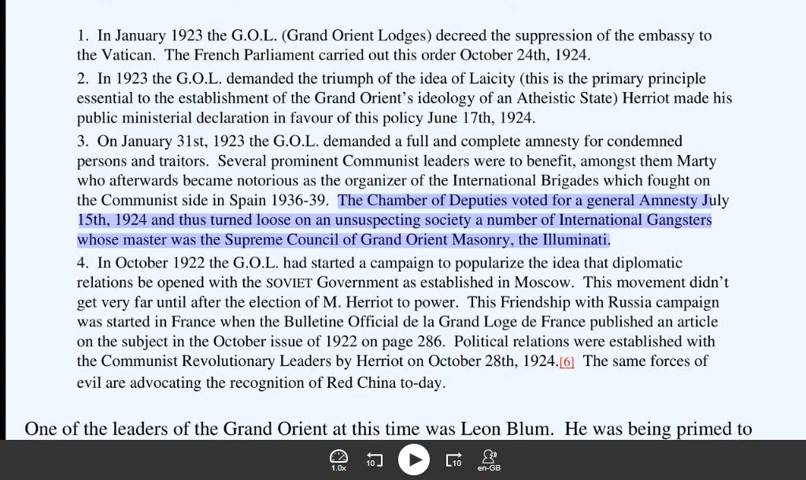 1. In January 1923 the G.O.L. (Grand Orient Lodges) decreed the suppression of the embassy to
the Vatican. The French Parliament carried out this order October 24th, 1924.
2. In 1923 the G.O.L. demanded the triumph of the idea of Laicity (this is the primary principle
essential to the establishment of the Grand Orient's ideology of an Atheistic State) Herriot made his
public ministerial declaration in favour of this policy June 17th, 1924.
3. On January 31st, 1923 the G.O.L. demanded a full and complete amnesty for condemned
persons and traitors. Several prominent Communist leaders were to benefit, amongst them Marty
who afterwards became notorious as the organizer of the International Brigades which fought on
the Communist side in Spain 1936-39. The Chamber of Deputies voted for a general Amnesty July
15th, 1924 and thus turned loose on an unsuspecting society a number of International Gangsters
whose master was the Supreme Council of Grand Orient Masonry, the Illuminati.
4. In October 1922 the G.O.L. had started a campaign to popularize the idea that diplomatic
relations be opened with the SOVIET Government as established in Moscow. This movement didn't
get very far until after the election of M. Herriot to power. This Friendship with Russia campaign
was started in France when the Bulletine Official de la Grand Loge de France published an article
on the subject in the October issue of 1922 on page 286. Political relations were established with
the Communist Revolutionary Leaders by Herriot on October 28th, 1924.[6] The same forces of
evil are advocating the recognition of Red China to-day.
One of the leaders of the Grand Orient at this time was Leon Blum. He was being primed to
1.0x 10 10 en-GB